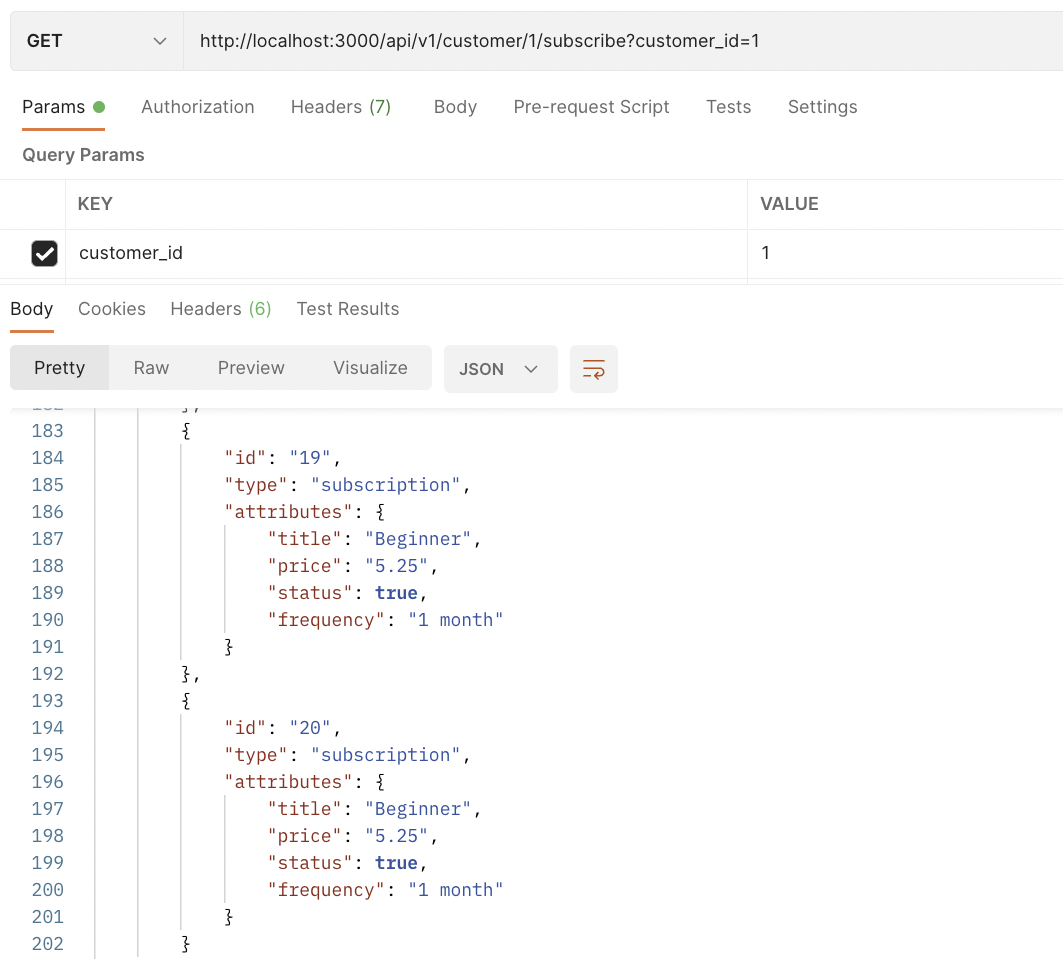 GET http://localhost:3000/api/v1/customer/1/subscribe?customer_id=1
Params Authorization Headers (7) Body Pre-request Script Tests Settings
Query Params
KEY VALUE
customer_id 1
Body Cookies Headers (6) Test Results
Pretty Raw Preview Visualize JSON
183 {
184 "id": "19",
185 "type": "subscription",
186 "attributes": {
187 "title": "Beginner",
188 "price": "5.25",
189 "status": true,
190 "frequency": "1 month"
191 }
192 },
193 {
194 "id": "20",
195 "type": "subscription",
196 "attributes": {
197 "title": "Beginner",
198 "price": "5.25",
199 "status": true,
200 "frequency": "1 month"
201 }
202 }